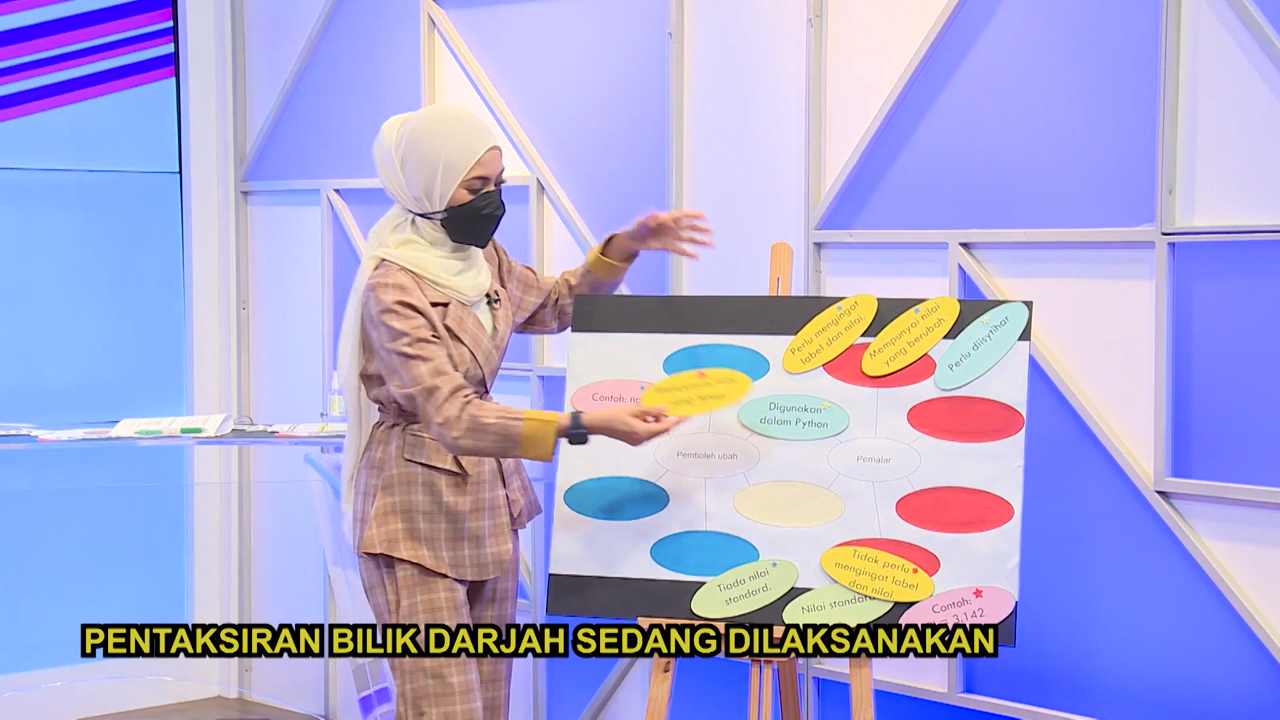 Perlu mengingat
label dan nilai.
Mempunyai nilai
yang berubah.
Perlu diisytihar
Contoh:
Digunakan
dalam Python
Pemboleh ubah
Pemalar
Tiada nilai
standard.
Nilai standard
Tidak perlu
mengingat label
dan nilai.
Contoh:
= 3.142
PENTAKSIRAN BILIK DARJAH SEDANG DILAKSANAKAN